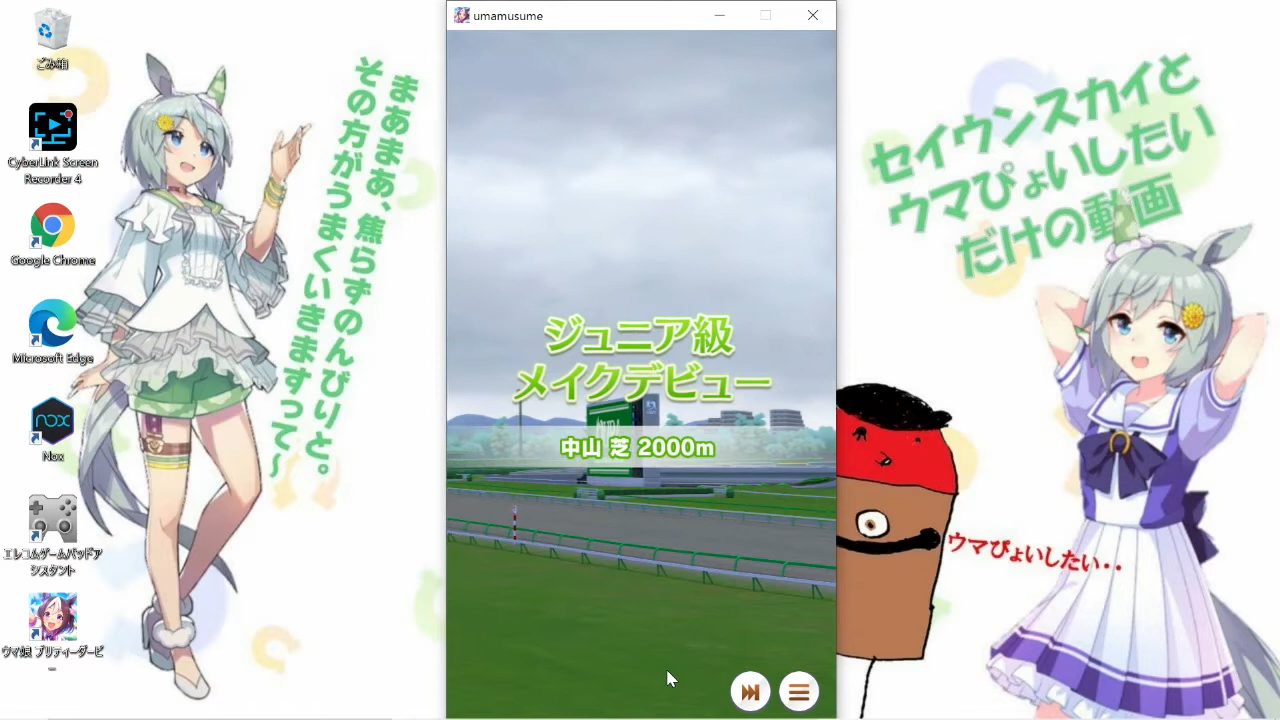 umamusume
ごみ箱
CyberLink Screen
Recorder 4
Google Chrome
Microsoft Edge
Nox
エレコムゲームパッドア
シスタント
ウマ娘 プリティーダービ
ー
nox
まあまあ、焦らずのんびりと。
その方がうまくいきますって～
ジュニア級
メイクデビュー
中山 芝 2000m
セイウンスカイと
ウマぴょいしたい
だけの動画
ウマぴょいしたい・・